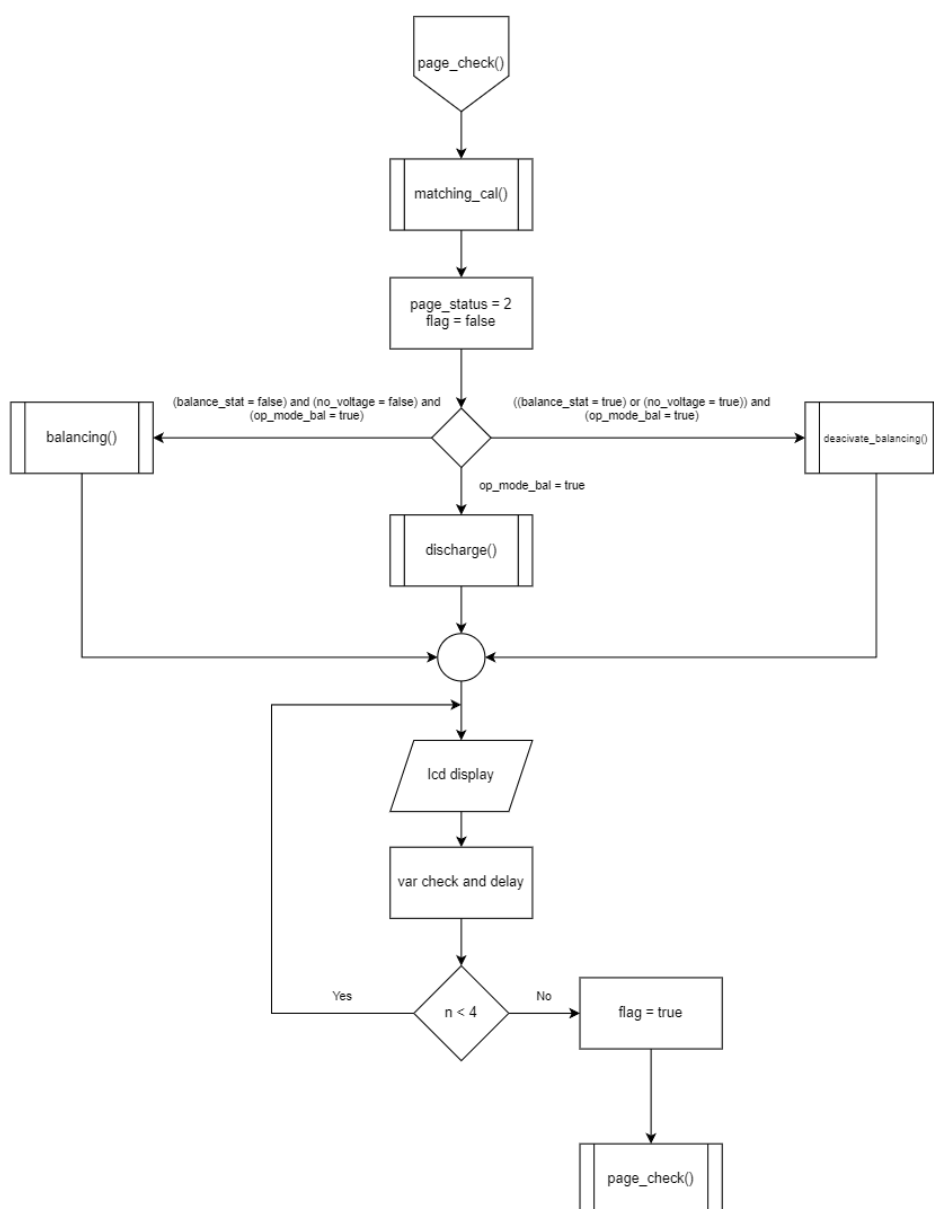 page_check()
matching_cal()
page_status = 2
flag = false
(balance_stat = false) and (no_voltage = false) and
(op_mode_bal = true)
((balance_stat = true) or (no_voltage = true)) and
(op_mode_bal = true)
balancing()
deacivate_balancing()
op_mode_bal = true
discharge()
lcd display
var check and delay
Yes
n < 4
No
flag = true
page_check()